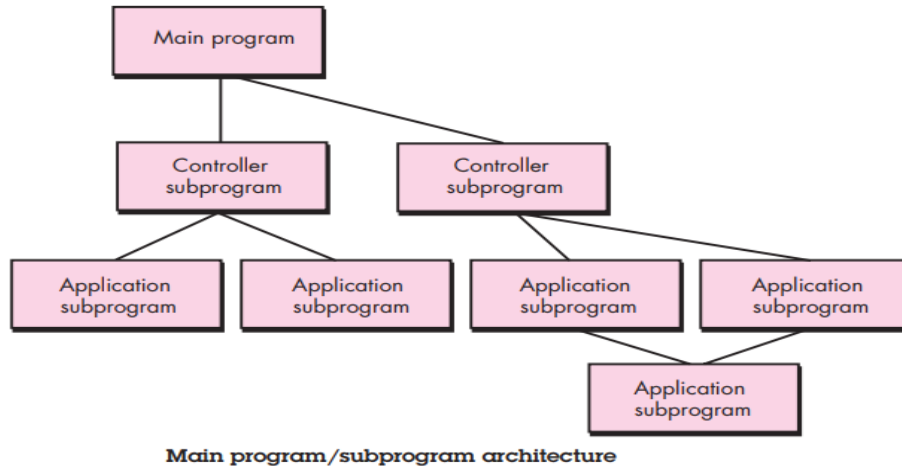 Main program
Controller
subprogram
Controller
subprogram
Application
subprogram
Application
subprogram
Application
subprogram
Application
subprogram
Application
subprogram
Main program/subprogram architecture